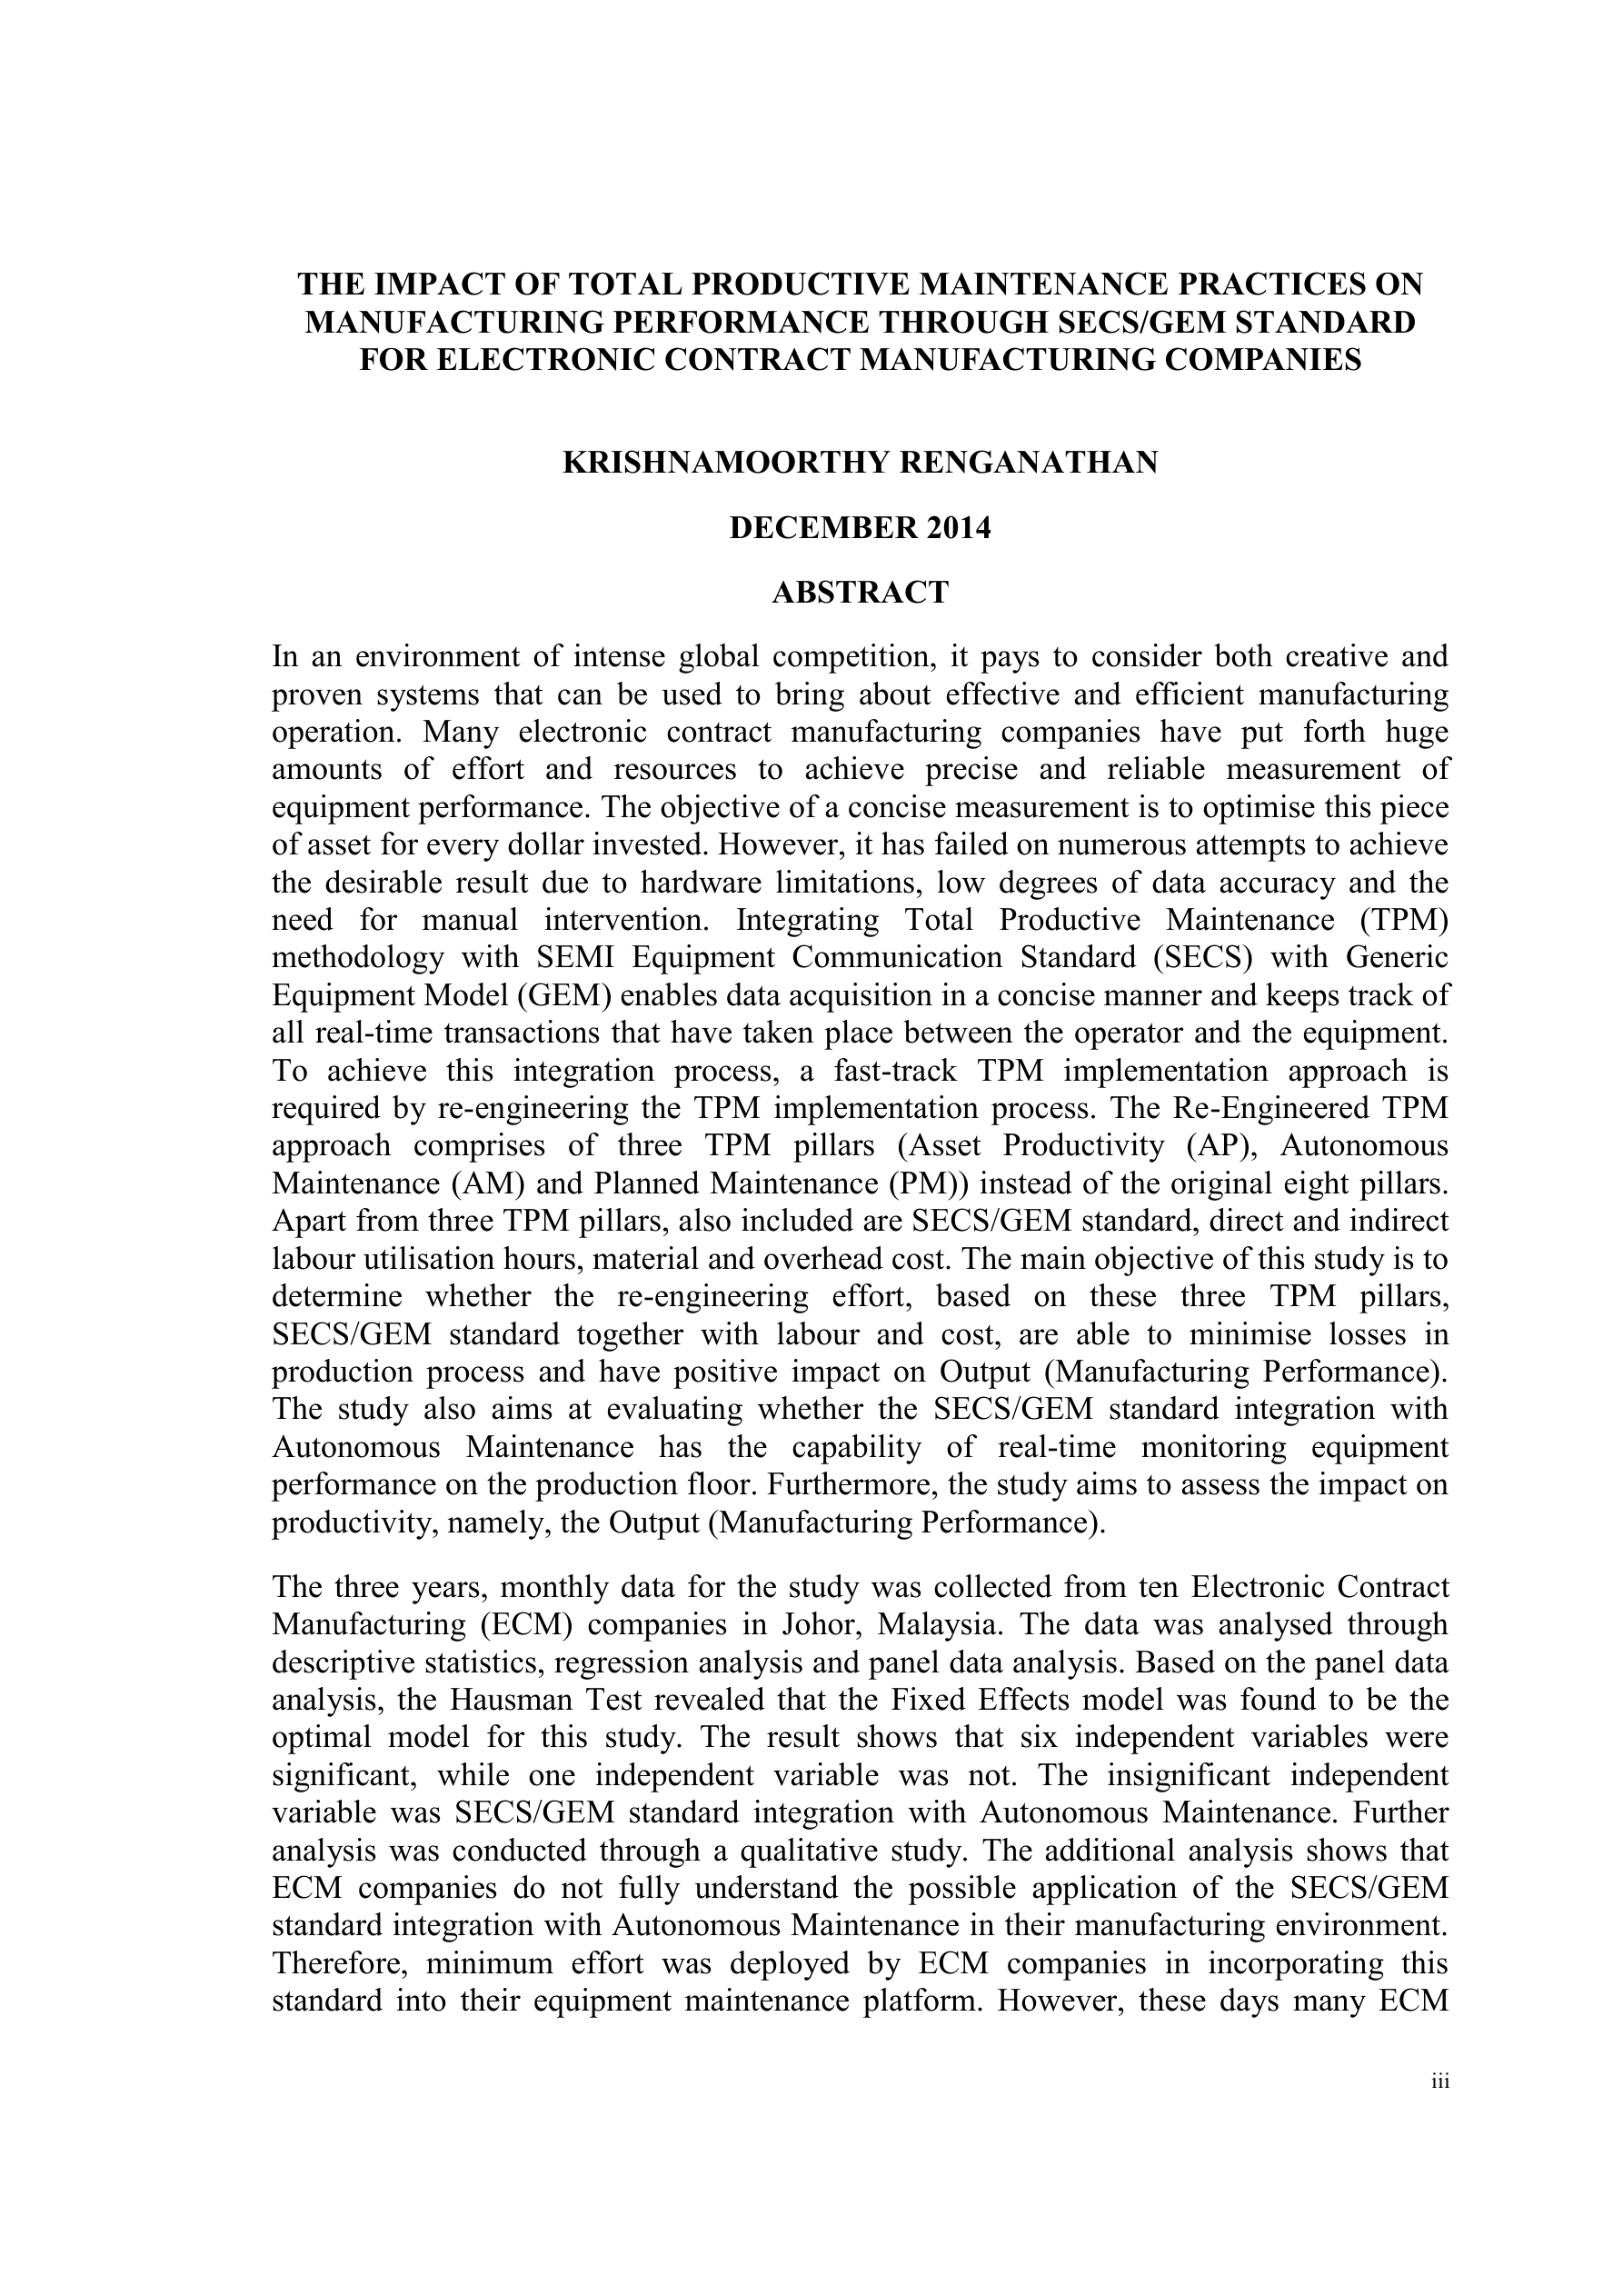 THE IMPACT OF TOTAL PRODUCTIVE MAINTENANCE PRACTICES ON
MANUFACTURING PERFORMANCE THROUGH SECS/GEM STANDARD
FOR ELECTRONIC CONTRACT MANUFACTURING COMPANIES
KRISHNAMOORTHY RENGANATHAN
DECEMBER 2014
ABSTRACT
In an environment of intense global competition, it pays to consider both creative and
proven systems that can be used to bring about effective and efficient manufacturing
operation. Many electronic contract manufacturing companies have put forth huge
amounts of effort and resources to achieve precise and reliable measurement of
equipment performance. The objective of a concise measurement is to optimise this piece
of asset for every dollar invested. However, it has failed on numerous attempts to achieve
the desirable result due to hardware limitations, low degrees of data accuracy and the
need for manual intervention. Integrating Total Productive Maintenance (TPM)
methodology with SEMI Equipment Communication Standard (SECS) with Generic
Equipment Model (GEM) enables data acquisition in a concise manner and keeps track of
all real-time transactions that have taken place between the operator and the equipment.
To achieve this integration process, a fast-track TPM implementation approach is
required by re-engineering the TPM implementation process. The Re-Engineered TPM
approach comprises of three TPM pillars (Asset Productivity (AP), Autonomous
Maintenance (AM) and Planned Maintenance (PM)) instead of the original eight pillars.
Apart from three TPM pillars, also included are SECS/GEM standard, direct and indirect
labour utilisation hours, material and overhead cost. The main objective of this study is to
determine whether the re-engineering effort, based on these three TPM pillars,
SECS/GEM standard together with labour and cost, are able to minimise losses in
production process and have positive impact on Output (Manufacturing Performance).
The study also aims at evaluating whether the SECS/GEM standard integration with
Autonomous Maintenance has the capability of real-time monitoring equipment
performance on the production floor. Furthermore, the study aims to assess the impact on
productivity, namely, the Output (Manufacturing Performance).
The three years, monthly data for the study was collected from ten Electronic Contract
Manufacturing (ECM) companies in Johor, Malaysia. The data was analysed through
descriptive statistics, regression analysis and panel data analysis. Based on the panel data
analysis, the Hausman Test revealed that the Fixed Effects model was found to be the
optimal model for this study. The result shows that six independent variables were
significant, while one independent variable was not. The insignificant independent
variable was SECS/GEM standard integration with Autonomous Maintenance. Further
analysis was conducted through a qualitative study. The additional analysis shows that
ECM companies do not fully understand the possible application of the SECS/GEM
standard integration with Autonomous Maintenance in their manufacturing environment.
Therefore, minimum effort was deployed by ECM companies in incorporating this
standard into their equipment maintenance platform. However, these days many ECM
iii